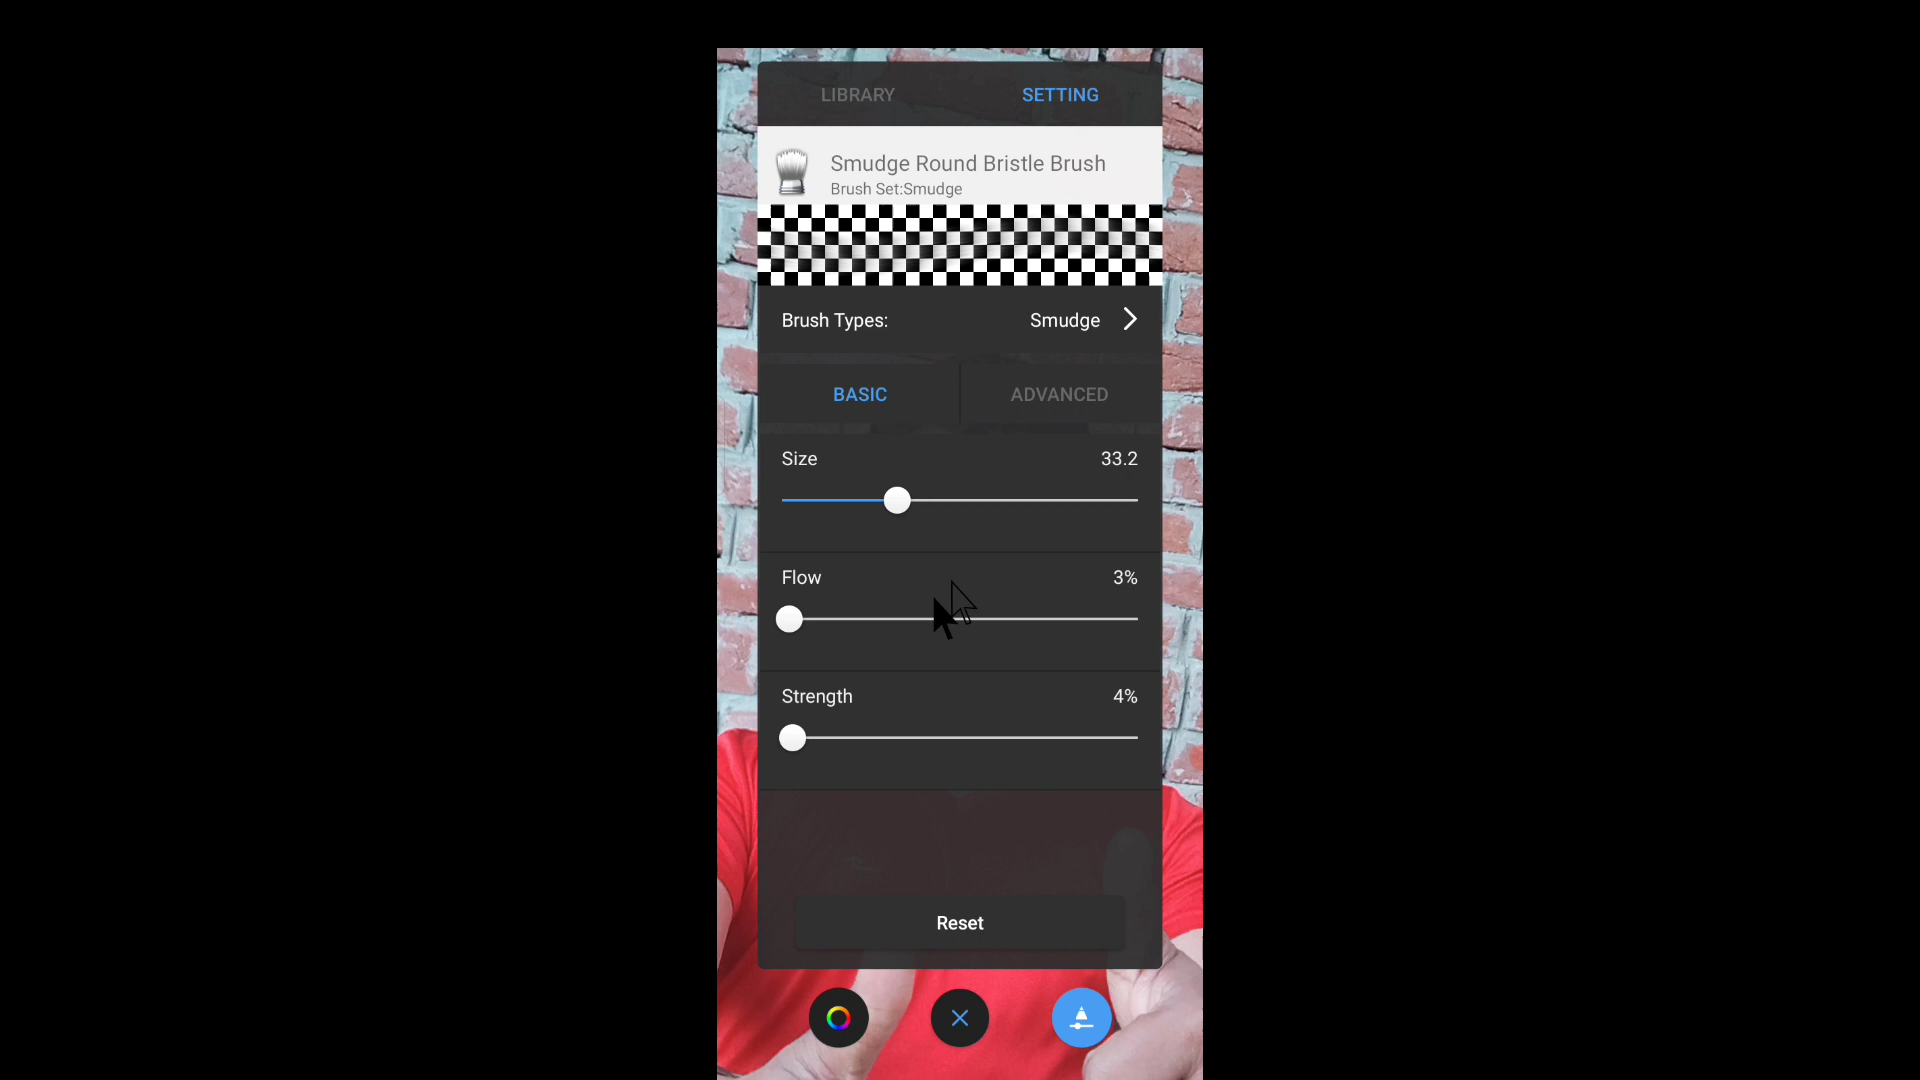 LIBRARY SETTING
Smudge Round Bristle Brush
Brush Set:Smudge
Brush Types: Smudge
BASIC ADVANCED
Size 33.2
Flow 3%
Strength 4%
Reset